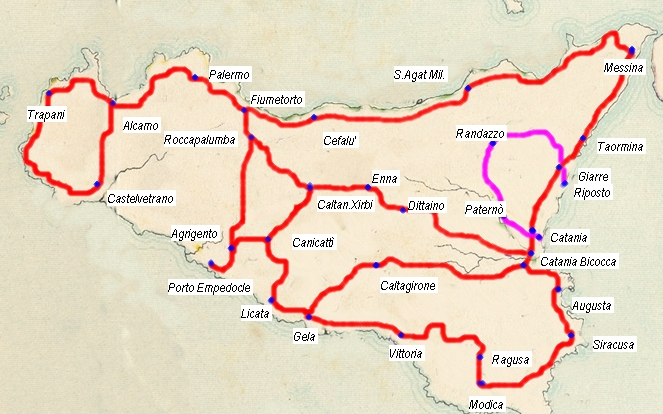 Messina
S.Agat Mil.
Palermo
Fiumetorto
Trapani
Alcamo
Roccapalumba
Cefalu'
Randazzo
Taormina
Giarre
Riposto
Castelvetrano
Enna
Caltan.Xirbi
Dittaino
Paternò
Agrigento
Canicattì
Catania
Catania Bicocca
Porto Empedocle
Caltagirone
Licata
Augusta
Gela
Siracusa
Vittoria
Ragusa
Modica